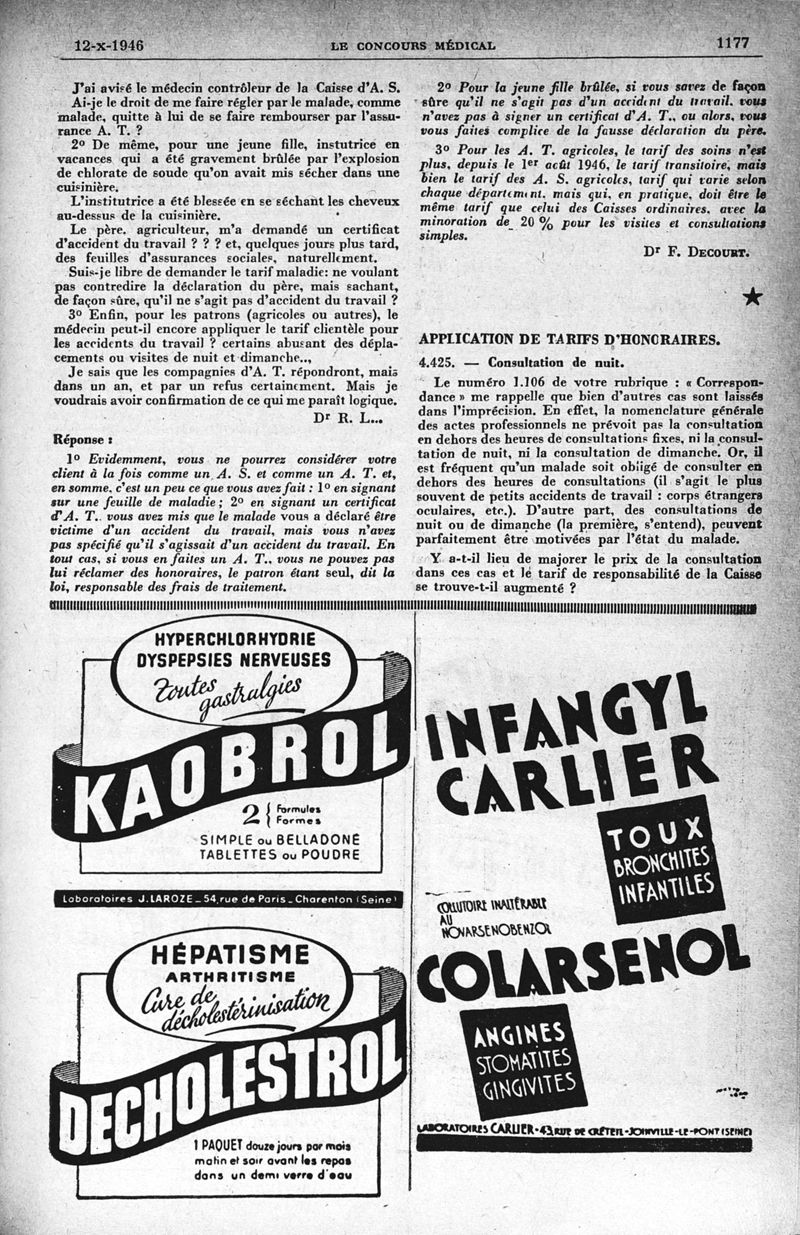 12-x-1946
LE CONCOURS MÉDICAL
1177
J'ai avisé le médecin contrôleur de la Caisse d'A. S.
Ai-je le droit de me faire régler par le malade, comme
malade, quitte à lui de se faire rembourser par l'assu-
rance A. T. ?
2º De même, pour une jeune fille, instutrice en
vacances qui a été gravement brûlée par l'explosion
de chlorate de soude qu'on avait mis sécher dans une
cuisinière.
L'institutrice a été blessée en se séchant les cheveux
au-dessus de la cuisinière.
Le père, agriculteur, m'a demandé un certificat
d'accident du travail ? ? ? et, quelques jours plus tard,
des feuilles d'assurances sociales, naturellement.
Suis-je libre de demander le tarif maladie: ne voulant
pas contredire la déclaration du père, mais sachant,
de façon sûre, qu'il ne s'agit pas d'accident du travail ?
3º Enfin, pour les patrons (agricoles ou autres), le
médecin peut-il encore appliquer le tarif clientèle pour
les accidents du travail ? certains abusant des dépla-
cements ou visites de nuit et dimanche..,
Je sais que les compagnies d'A. T. répondront, mais
dans un an, et par un refus certainement. Mais je
voudrais avoir confirmation de ce qui me paraît logique.
Dr R. L...
Réponse :
1º Evidemment, vous ne pourrez considérer votre
client à la fois comme un A. S. et comme un A. T. et,
en somme, c'est un peu ce que vous avez fait : 1º en signant
sur une feuille de maladie ; 2º en signant un certificat
d'A. T.. vous avez mis que le malade vous a déclaré être
victime d'un accident du travail, mais vous n'avez
pas spécifié qu'il s'agissait d'un accident du travail. En
tout cas, si vous en faites un A. T., vous ne pouvez pas
lui réclamer des honoraires, le patron étant seul, dit la
loi, responsable des frais de traitement.
2º Pour la jeune fille brûlée, si vous savez de façon
sûre qu'il ne s'agit pas d'un accident du travail, vous
n'avez pas à signer un certificat d'A. T., ou alors, vous
vous faites complice de la fausse déclaration du père.
3º Pour les A. T. agricoles, le tarif des soins n'est
plus, depuis le 1er août 1946, le tarif transitoire, mais
bien le tarif des A. S. agricoles, tarif qui varie selon
chaque département, mais qui, en pratique, doit être le
même tarif que celui des Caisses ordinaires, avec la
minoration de 20 % pour les visites et consultations
simples.
Dr F. DECOURT.
★
APPLICATION DE TARIFS D'HONORAIRES.
4.425. — Consultation de nuit.
Le numéro 1.106 de votre rubrique : « Correspon-
dance » me rappelle que bien d'autres cas sont laissés
dans l'imprécision. En effet, la nomenclature générale
des actes professionnels ne prévoit pas la consultation
en dehors des heures de consultations fixes, ni la consul-
tation de nuit, ni la consultation de dimanche. Or, il
est fréquent qu'un malade soit obligé de consulter en
dehors des heures de consultations (il s'agit le plus
souvent de petits accidents de travail : corps étrangers
oculaires, etc.). D'autre part, des consultations de
nuit ou de dimanche (la première, s'entend), peuvent
parfaitement être motivées par l'état du malade.
Y a-t-il lieu de majorer le prix de la consultation
dans ces cas et le tarif de responsabilité de la Caisse
se trouve-t-il augmenté ?
HYPERCHLORHYDRIE
DYSPEPSIES NERVEUSES
Toutes
gastralgies
KAOBROL
2 { Formules
Formes
SIMPLE ou BELLADONÉ
TABLETTES ou POUDRE
Laboratoires J. LAROZE _ 54, rue de Paris _ Charenton (Seine)
HÉPATISME
ARTHRITISME
Cure de
décholestérinisation
DECHOLESTROL
1 PAQUET douze jours par mois
matin et soir avant les repas
dans un demi verre d'eau
INFANGYL
CARLIER
TOUX
BRONCHITES
INFANTILES
COLLUTOIRE INALTÉRABLE
AU
NOVARSENOBENZOL
COLARSENOL
ANGINES
STOMATITES
GINGIVITES
LABORATOIRES CARLIER - 43, RUE DE CRÉTEIL - JOINVILLE-LE-PONT (SEINE)